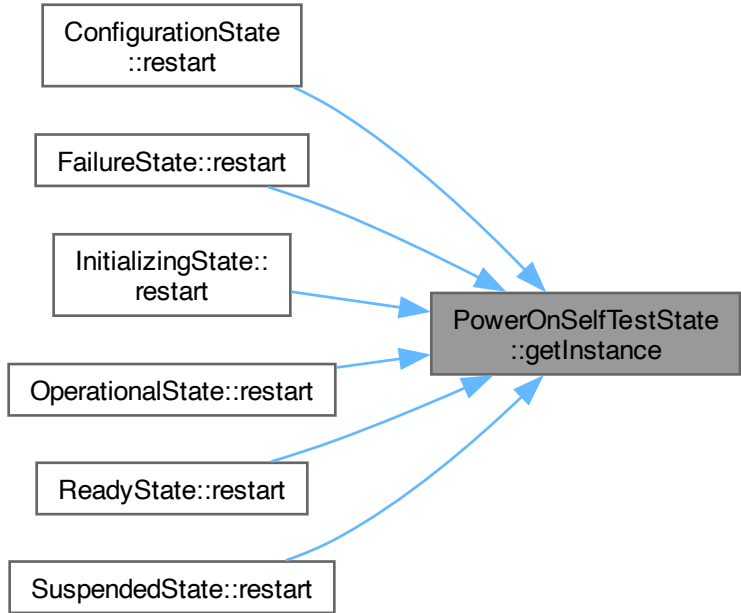 ConfigurationState
::restart
FailureState::restart
InitializingState::
restart
PowerOnSelfTestState
::getInstance
OperationalState::restart
ReadyState::restart
SuspendedState::restart